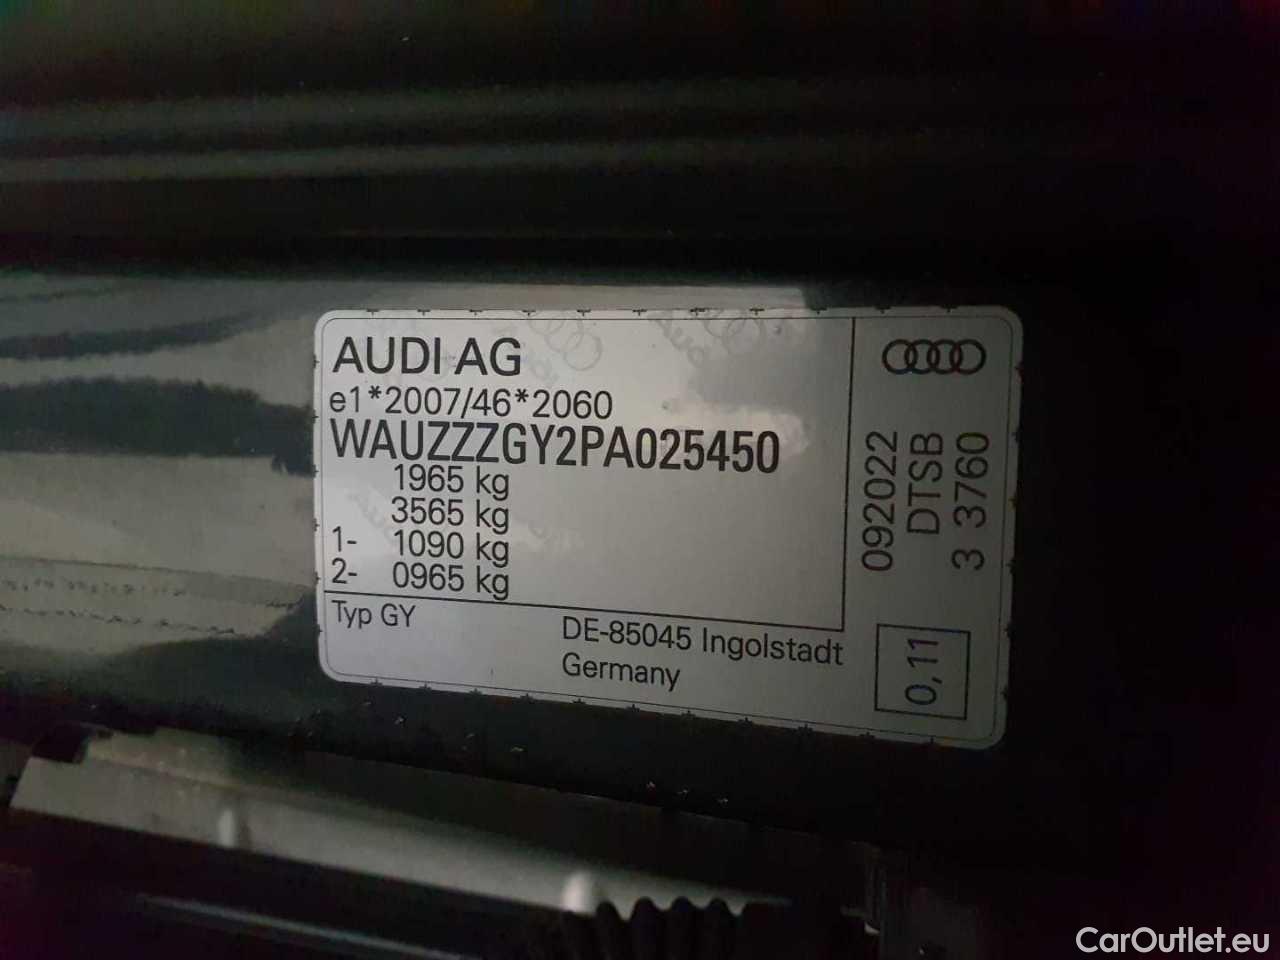 AUDI AG
e1*2007/46*2060
WAUZZZGY2PA025450
1965 kg
3565 kg
1- 1090 kg
2- 0965 kg
Typ GY
DE-85045 Ingolstadt
Germany
092022
DTSB
3 3760
0,11
CarOutlet.eu